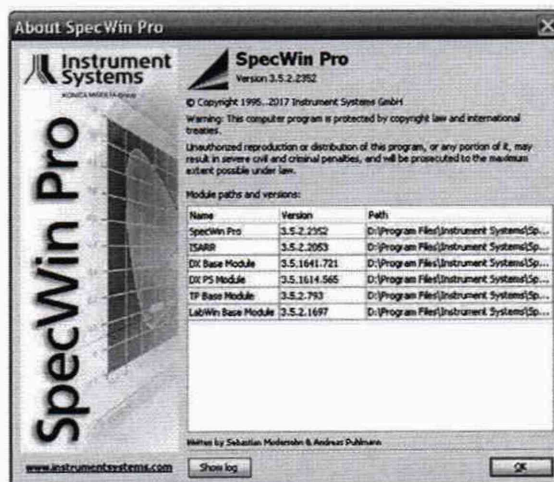 About SpecWin Pro
Instrument
Systems
KONICA MINOLTA Group
SpecWin Pro
SpecWin Pro
Version 3.5.2.2352
© Copyright 1995..2017 Instrument Systems GmbH
Warning: This computer program is protected by copyright law and international
treaties.
Unauthorized reproduction or distribution of this program, or any portion of it, may
result in severe civil and criminal penalties, and will be prosecuted to the maximum
extent possible under law.
Module paths and versions:
Name Version Path
SpecWin Pro 3.5.2.2352 D:\Program Files\Instrument Systems\Sp...
ISARR 3.5.2.2053 D:\Program Files\Instrument Systems\Sp...
DX Base Module 3.5.1641.721 D:\Program Files\Instrument Systems\Sp...
DX PS Module 3.5.1614.565 D:\Program Files\Instrument Systems\Sp...
TP Base Module 3.5.2.793 D:\Program Files\Instrument Systems\Sp...
LabWin Base Module 3.5.2.1697 D:\Program Files\Instrument Systems\Sp...
Written by Sebastian & Andreas Puhlmann
www.instrumentsystems.com
Show log
OK